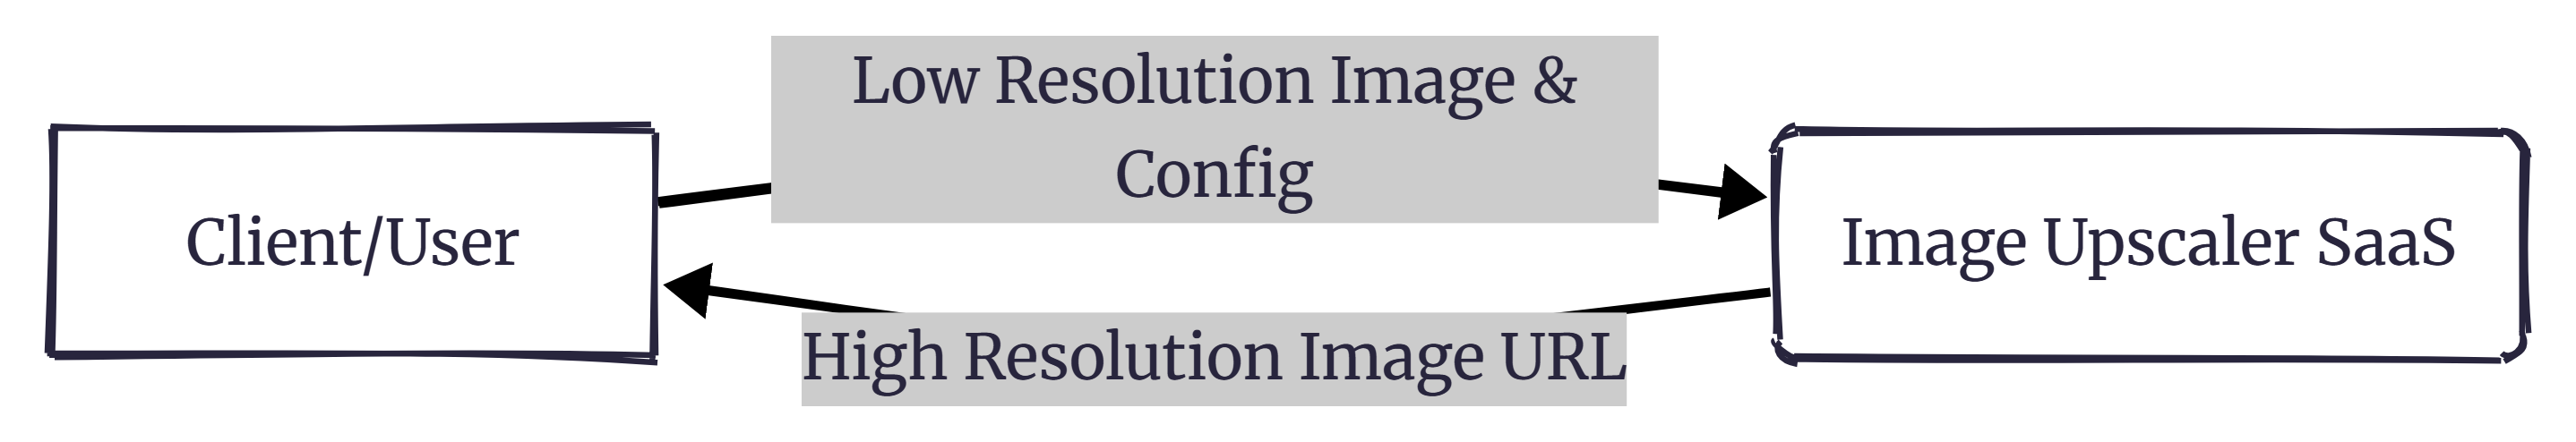 Low Resolution Image &
Config
Client/User
Image Upscaler SaaS
High Resolution Image URL